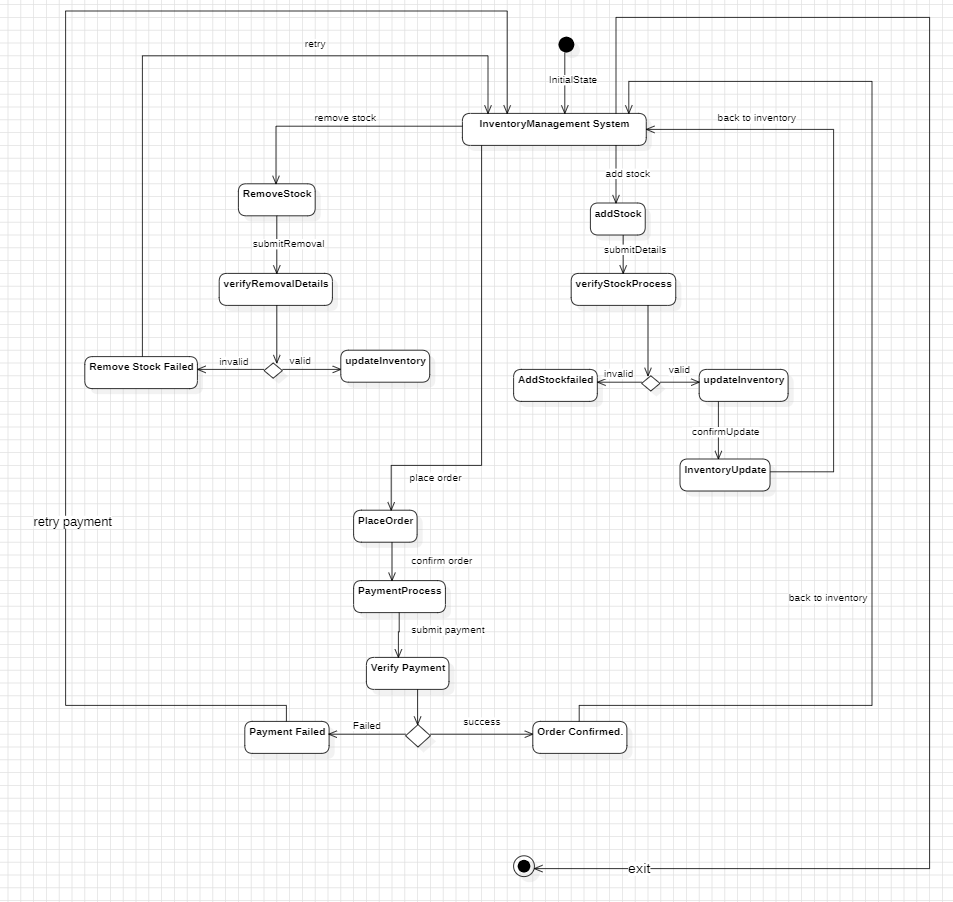 retry
InitialState
InventoryManagement System
remove stock
back to inventory
add stock
RemoveStock
addStock
submitRemoval
submitDetails
verifyRemovalDetails
verifyStockProcess
Remove Stock Failed
invalid
valid
updateInventory
AddStockfailed
invalid
valid
updateInventory
confirmUpdate
InventoryUpdate
place order
PlaceOrder
retry payment
confirm order
PaymentProcess
back to inventory
submit payment
Verify Payment
Payment Failed
Failed
success
Order Confirmed.
exit